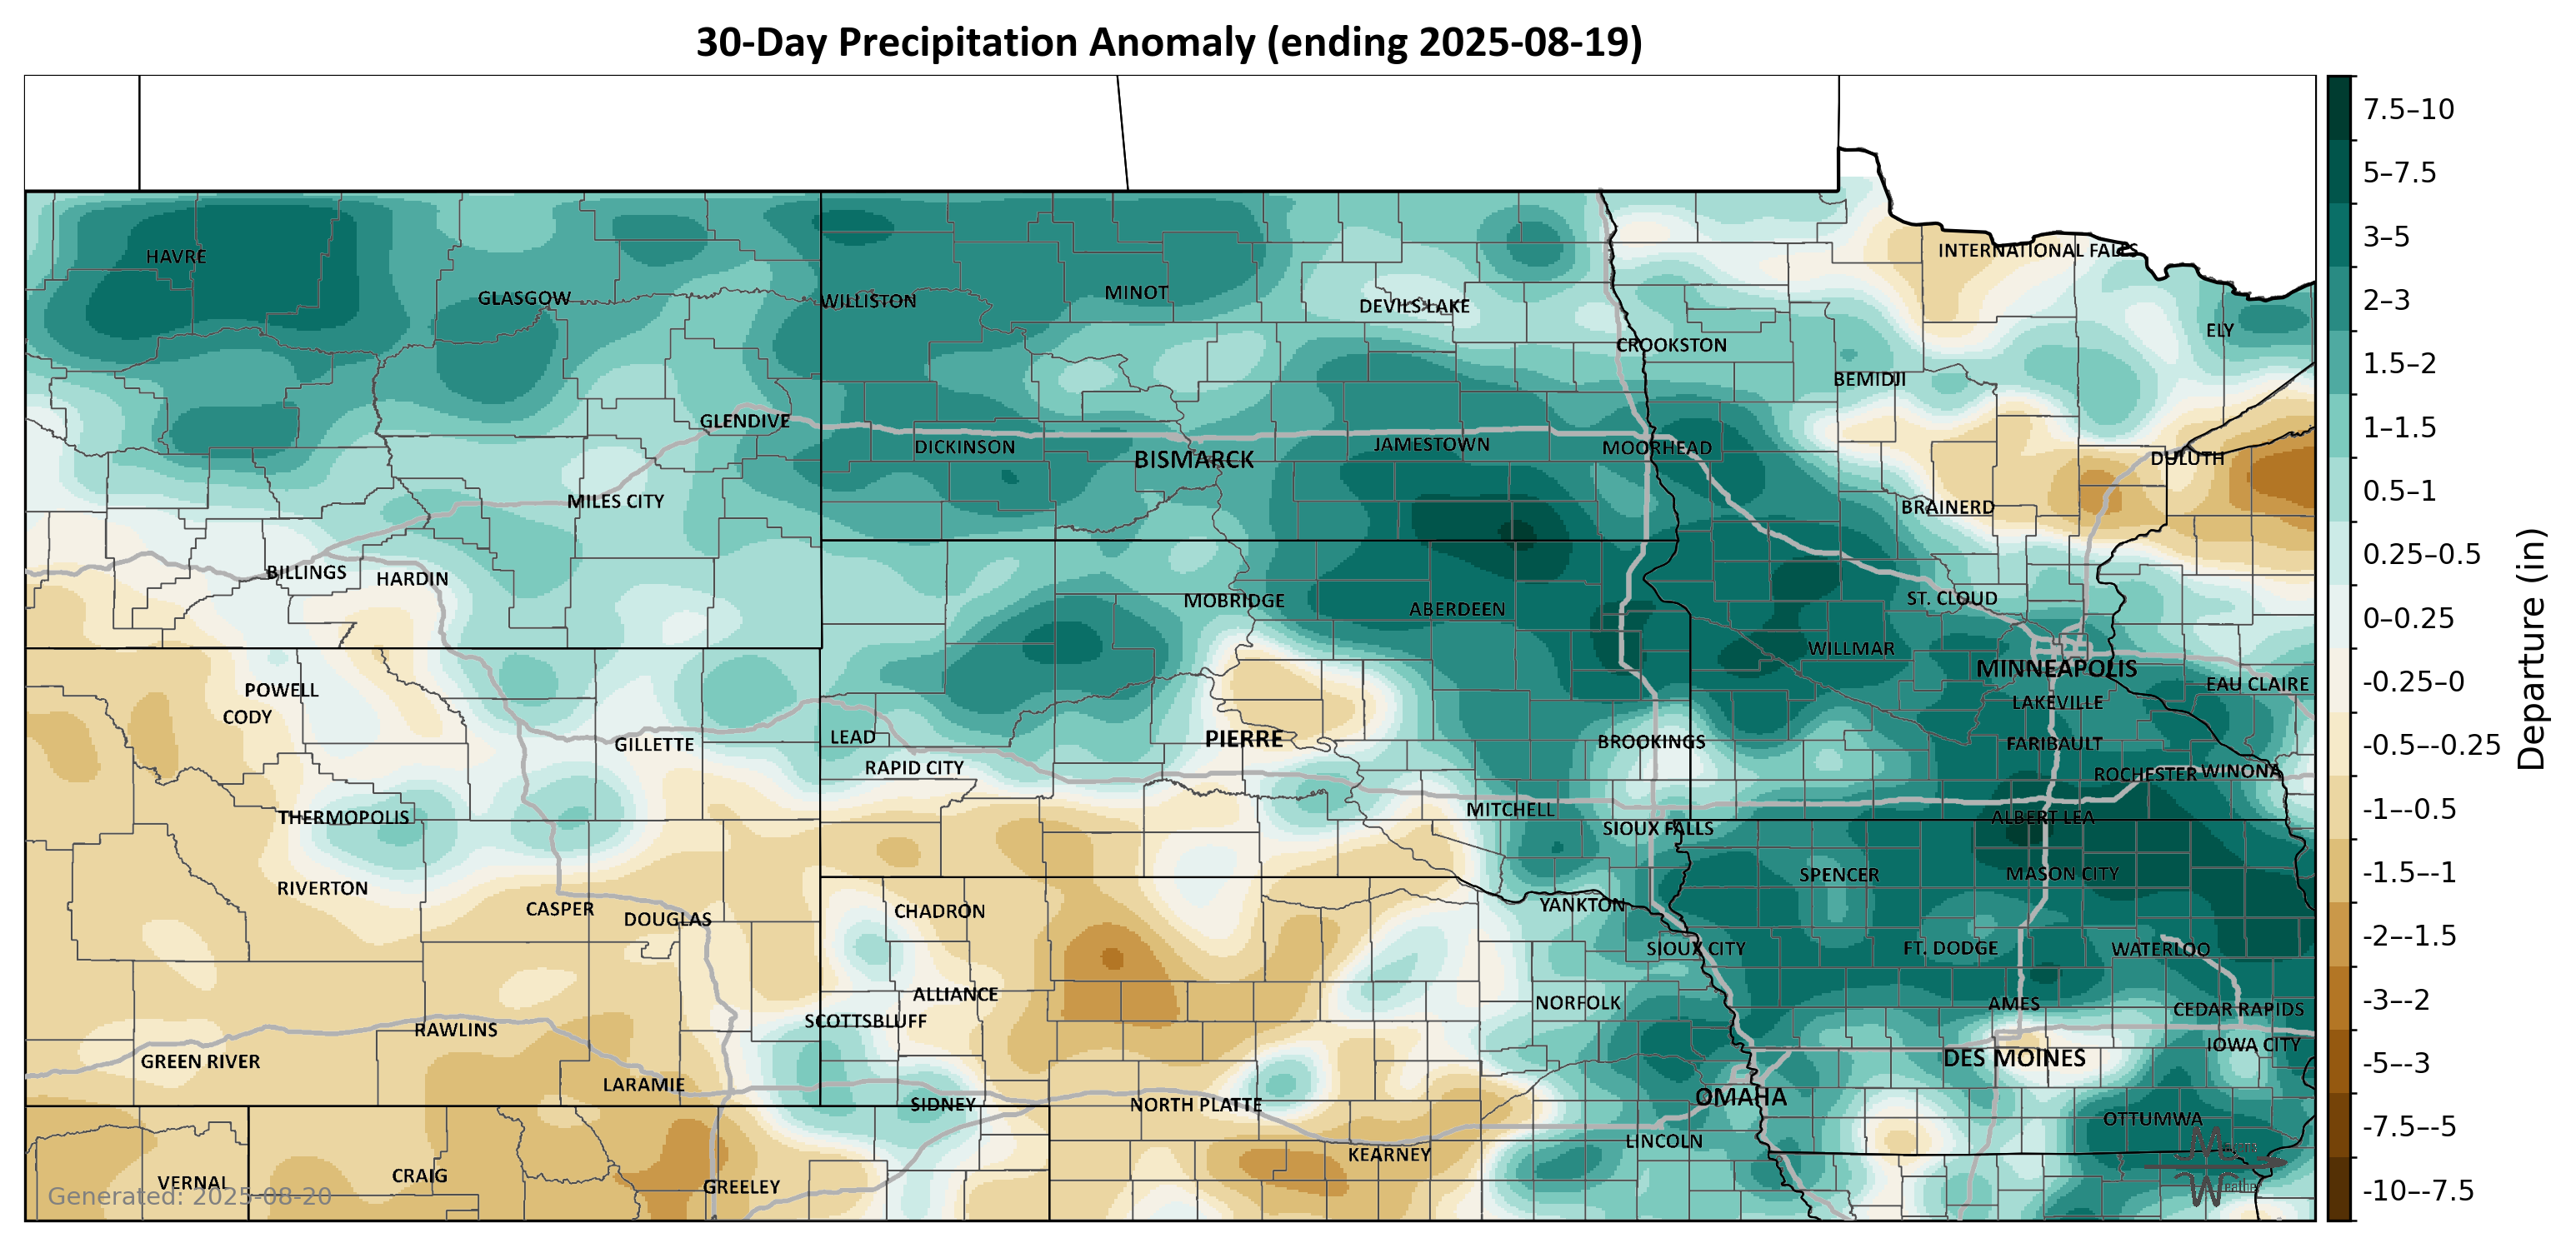 30-Day Precipitation Anomaly (ending 2025-08-19)
HAVRE
GLASGOW
WILLISTON
MINOT
DEVILS LAKE
INTERNATIONAL FALLS
ELY
CROOKSTON
BEMIDJI
GLENDIVE
DICKINSON
BISMARCK
JAMESTOWN
MOORHEAD
DULUTH
MILES CITY
BRAINERD
BILLINGS
HARDIN
MOBRIDGE
ABERDEEN
ST. CLOUD
WILLMAR
MINNEAPOLIS
EAU CLAIRE
POWELL
CODY
LAKEVILLE
GILLETTE
LEAD
PIERRE
BROOKINGS
FARIBAULT
RAPID CITY
ROCHESTER
WINONA
THERMOPOLIS
MITCHELL
ALBERT LEA
SIOUX FALLS
RIVERTON
SPENCER
MASON CITY
CASPER
DOUGLAS
CHADRON
YANKTON
SIOUX CITY
FT. DODGE
WATERLOO
ALLIANCE
NORFOLK
AMES
CEDAR RAPIDS
SCOTTSBLUFF
RAWLINS
GREEN RIVER
DES MOINES
IOWA CITY
LARAMIE
SIDNEY
NORTH PLATTE
OMAHA
OTTUMWA
LINCOLN
KEARNEY
VERNAL
CRAIG
GREELEY
Generated: 2025-08-20
7.5–10
5–7.5
3–5
2–3
1.5–2
1–1.5
0.5–1
0.25–0.5
0–0.25
-0.25–0
-0.5–-0.25
-1–-0.5
-1.5–-1
-2–-1.5
-3–-2
-5–-3
-7.5–-5
-10–-7.5
Departure (in)